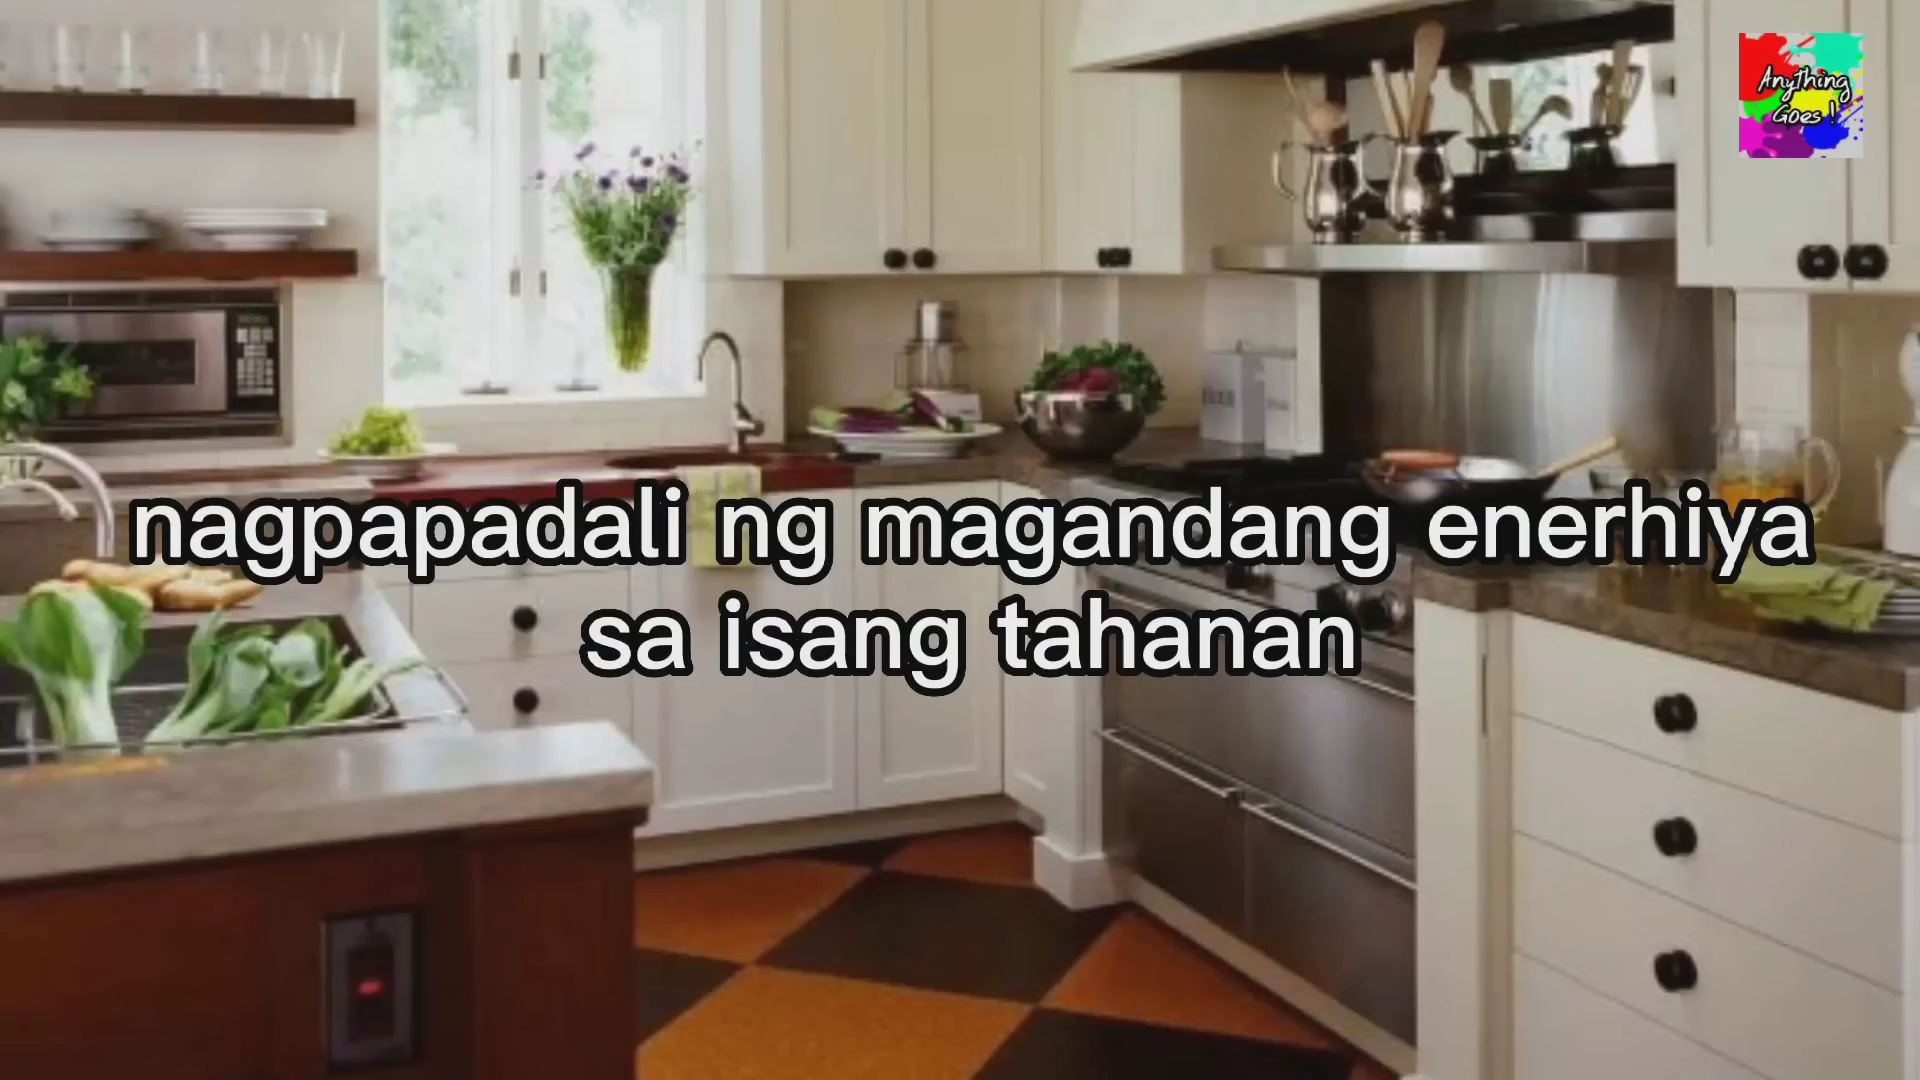 Anything
Goes !
nagpapadali ng magandang enerhiya
sa isang tahanan